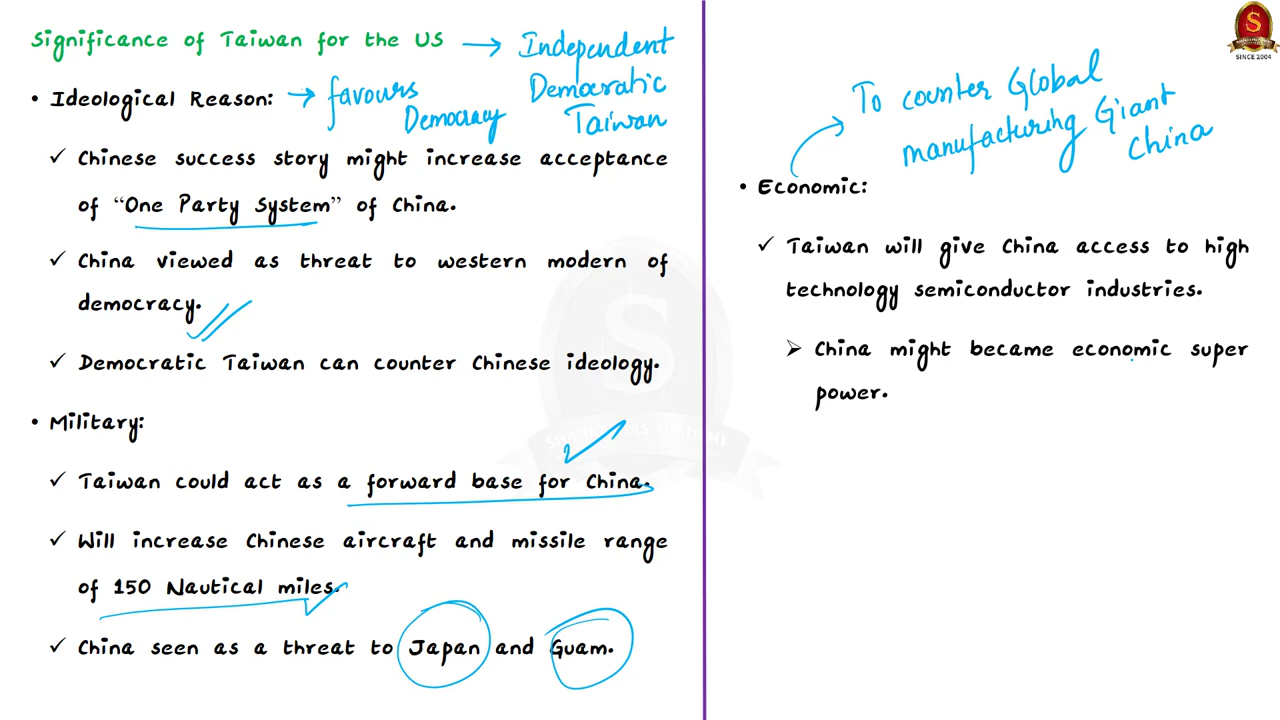 Significance of Taiwan for the US → Independent
Democratic
Taiwan
• Ideological Reason: → favours
Democracy
✓ Chinese success story might increase acceptance
of “One Party System” of China.
✓ China viewed as threat to western modern of
democracy.
✓ Democratic Taiwan can counter Chinese ideology.
• Military:
✓ Taiwan could act as a forward base for China.
✓ Will increase Chinese aircraft and missile range
of 150 Nautical miles.
✓ China seen as a threat to Japan and Guam.
To counter Global
manufacturing Giant
China
• Economic:
✓ Taiwan will give China access to high
technology semiconductor industries.
➢ China might became economic super
power.
SINCE 2004